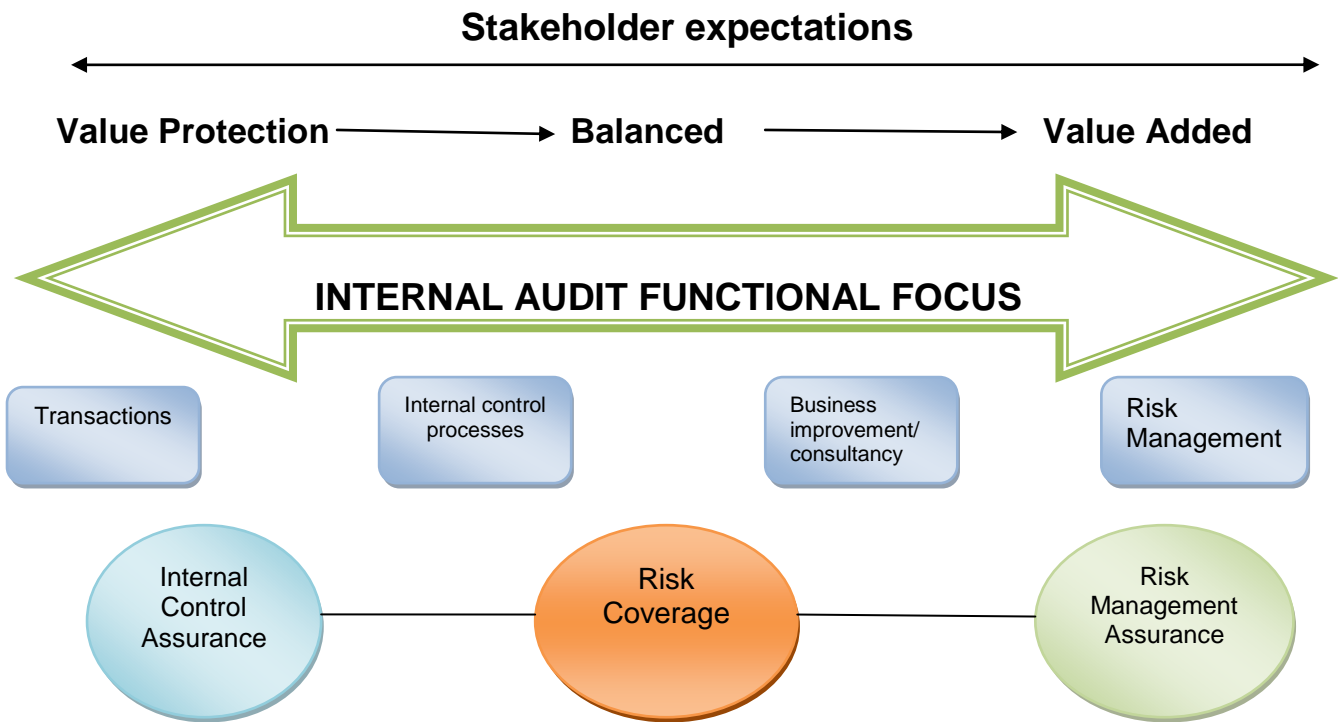 Stakeholder expectations
Value Protection
Balanced
Value Added
INTERNAL AUDIT FUNCTIONAL FOCUS
Transactions
Internal control
processes
Business
improvement/
consultancy
Risk
Management
Internal
Control
Assurance
Risk
Coverage
Risk
Management
Assurance